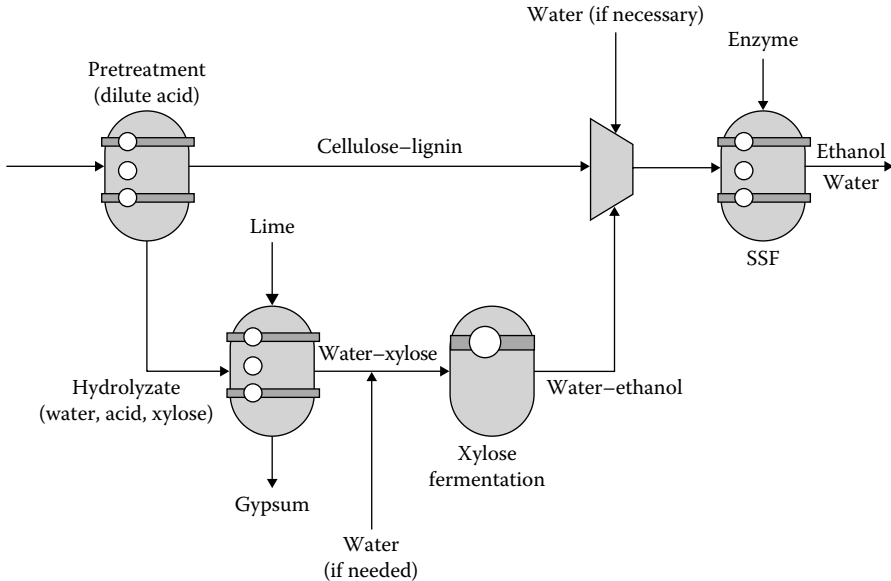 Water (if necessary)
Enzyme
Pretreatment
(dilute acid)
Cellulose–lignin
Ethanol
Water
SSF
Lime
Water–xylose
Hydrolyzate
(water, acid, xylose)
Water–ethanol
Xylose
fermentation
Gypsum
Water
(if needed)